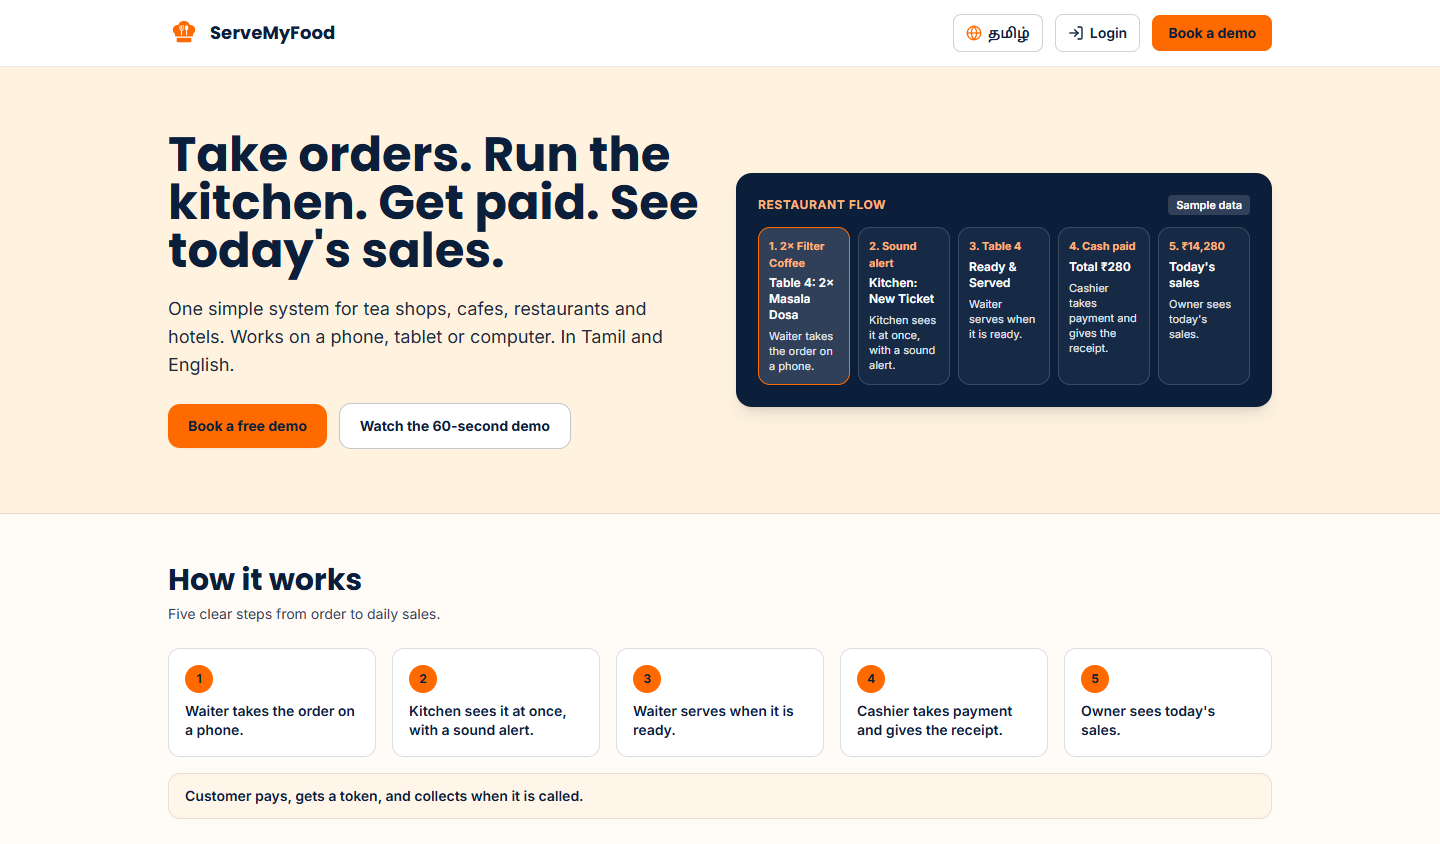 ServeMyFood
தமிழ்
Login
Book a demo
Take orders. Run the
kitchen. Get paid. See
today's sales.
One simple system for tea shops, cafes, restaurants and
hotels. Works on a phone, tablet or computer. In Tamil and
English.
Book a free demo
Watch the 60-second demo
RESTAURANT FLOW
Sample data
1. 2× Filter
Coffee
Table 4: 2×
Masala
Dosa
Waiter takes
the order on
a phone.
2. Sound
alert
Kitchen:
New Ticket
Kitchen sees
it at once,
with a sound
alert.
3. Table 4
Ready &
Served
Waiter
serves when
it is ready.
4. Cash paid
Total ₹280
Cashier
takes
payment and
gives the
receipt.
5. ₹14,280
Today's
sales
Owner sees
today's
sales.
How it works
Five clear steps from order to daily sales.
1
Waiter takes the order on
a phone.
2
Kitchen sees it at once,
with a sound alert.
3
Waiter serves when it is
ready.
4
Cashier takes payment
and gives the receipt.
5
Owner sees today's
sales.
Customer pays, gets a token, and collects when it is called.